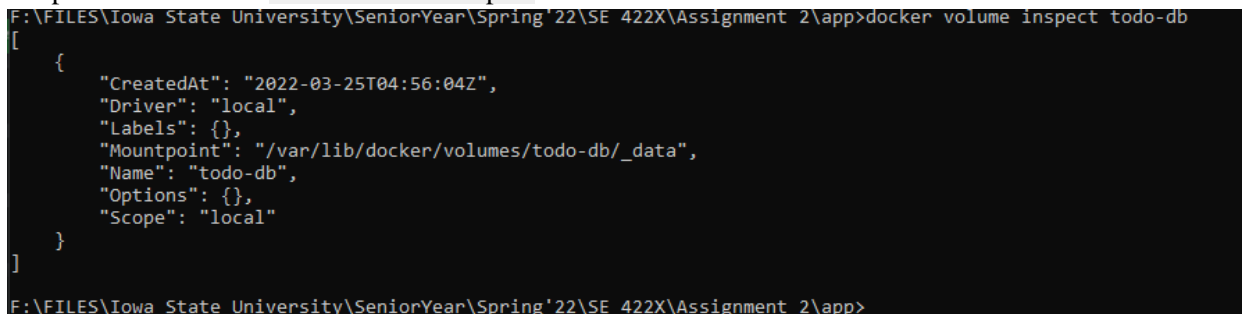 F:\FILES\Iowa State University\SeniorYear\Spring'22\SE 422X\Assignment 2\app>docker volume inspect todo-db
[
    {
        "CreatedAt": "2022-03-25T04:56:04Z",
        "Driver": "local",
        "Labels": {},
        "Mountpoint": "/var/lib/docker/volumes/todo-db/_data",
        "Name": "todo-db",
        "Options": {},
        "Scope": "local"
    }
]
F:\FILES\Iowa State University\SeniorYear\Spring'22\SE 422X\Assignment 2\app>